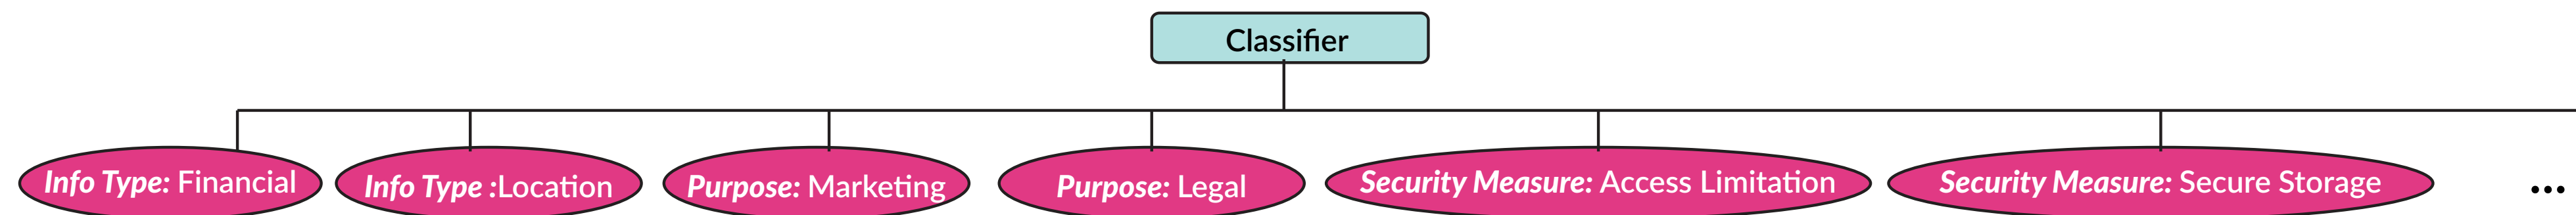 Classifier
Info Type: Financial
Info Type :Location
Purpose: Marketing
Purpose: Legal
Security Measure: Access Limitation
Security Measure: Secure Storage
...